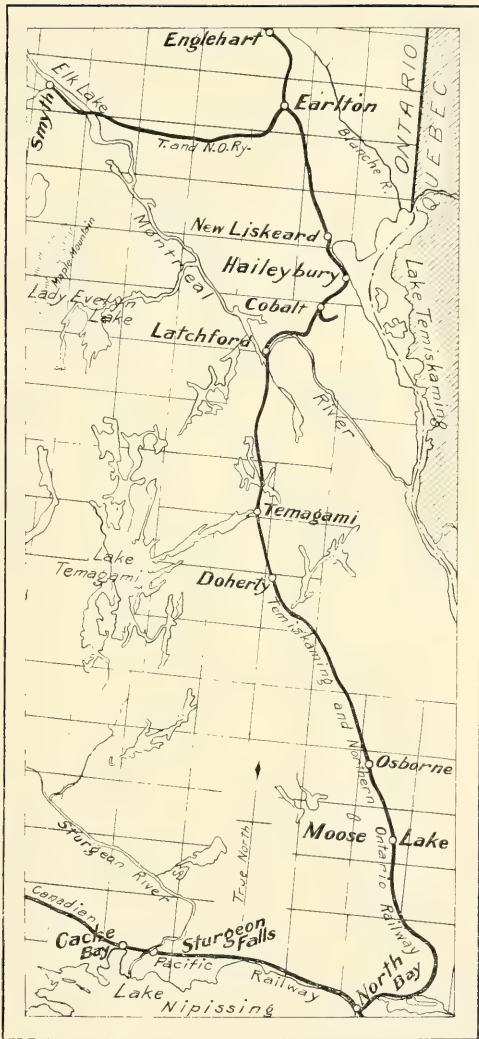 Englehart
ONTARIO
QUEBEC
Elk Lake
Smyth
Earlton
T. and N.O. Ry.
Blanche R.
Maple Mountain
Montreal
New Liskeard
Haileybury
Lady Evelyn
Lake
Cobalt
Lake Temiskaming
Latchford
River
Temagami
Lake
Temagami
Doherty
Temiskaming and Northern Ontario Railway
Osborne
Moose Lake
Sturgeon River
True North
Canadian
Pacific
Railway
Cache
Bay
Sturgeon
Falls
North
Bay
Lake
Nipissing